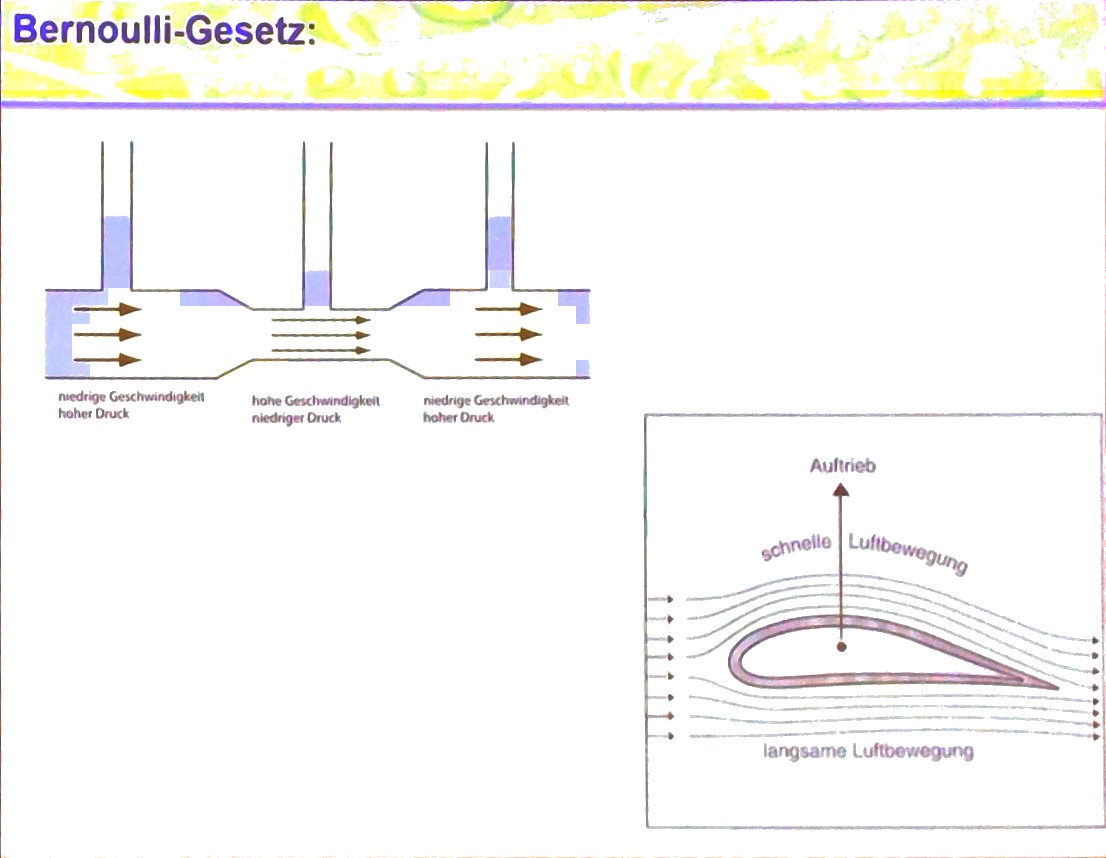 Bernoulli-Gesetz:
niedrige Geschwindigkeit
hoher Druck
hohe Geschwindigkeit
niedriger Druck
niedrige Geschwindigkeit
hoher Druck
Auftrieb
schnelle Luftbewegung
langsame Luftbewegung